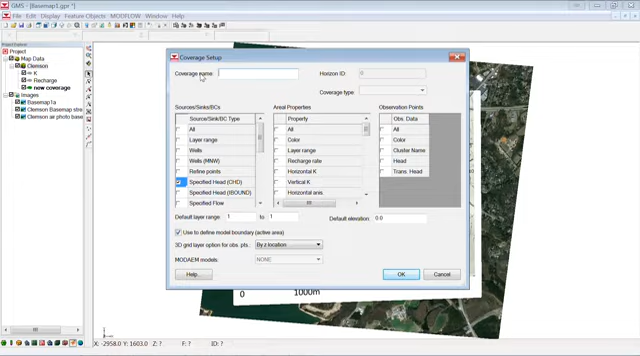 GMS - [Basemap1.gpr *]
File Edit Display Feature Objects MODFLOW Window Help
Project Explorer
Project
Map Data
Clemson
K
Recharge
new coverage
Images
Basemap1a
Clemson Basemap stre
Clemson air photo base
Coverage Setup
Coverage name:
Horizon ID: 0
Coverage type:
Sources/Sinks/BCs
Source/Sink/BC Type
All
Layer range
Wells
Wells (MNW)
Refine points
Specified Head (CHD)
Specified Head (IBOUND)
Specified Flow
Areal Properties
Property
All
Color
Layer range
Recharge rate
Horizontal K
Vertical K
Horizontal anis.
Observation Points
Obs. Data
All
Color
Cluster Name
Head
Trans. Head
Default layer range: 1 to 1
Default elevation: 0.0
Use to define model boundary (active area)
3D grid layer option for obs. pts. By z location
MODAEM models: NONE
Help...
OK
Cancel
0 1000m
X: -2958.0 Y: 1603.0 Z: ? F: ? ID: ?